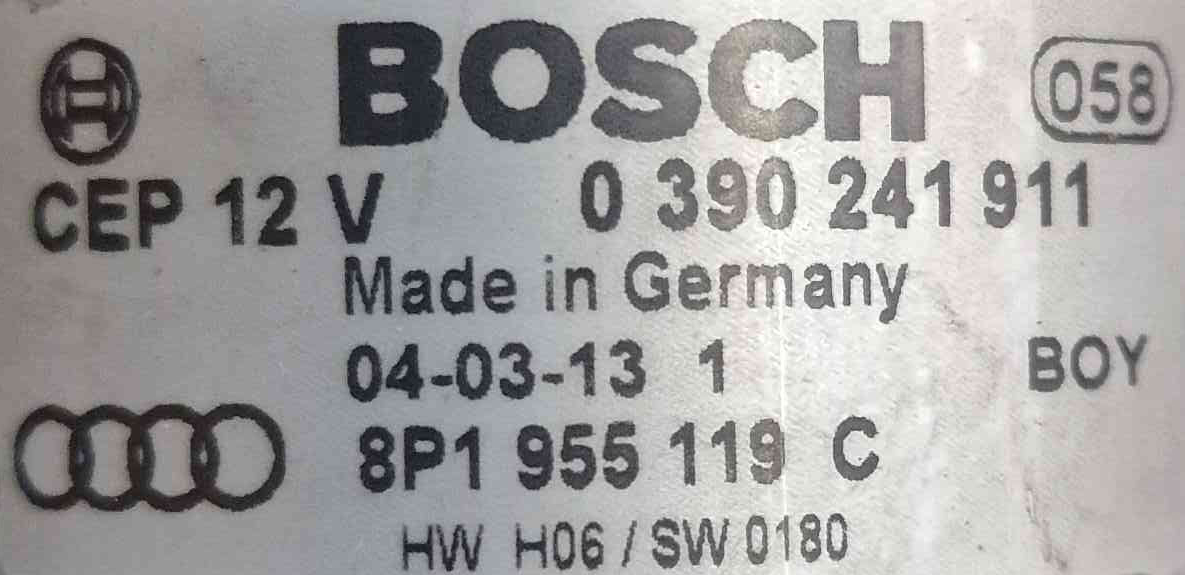 BOSCH 058
CEP 12 V 0 390 241 911
Made in Germany
04-03-13 1 BOY
8P1 955 119 C
HW H06 / SW 0180